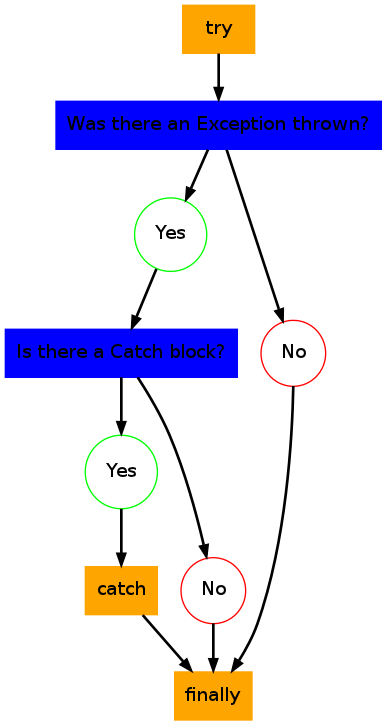 try
Was there an Exception thrown?
Yes
Is there a Catch block?
No
Yes
catch
No
finally